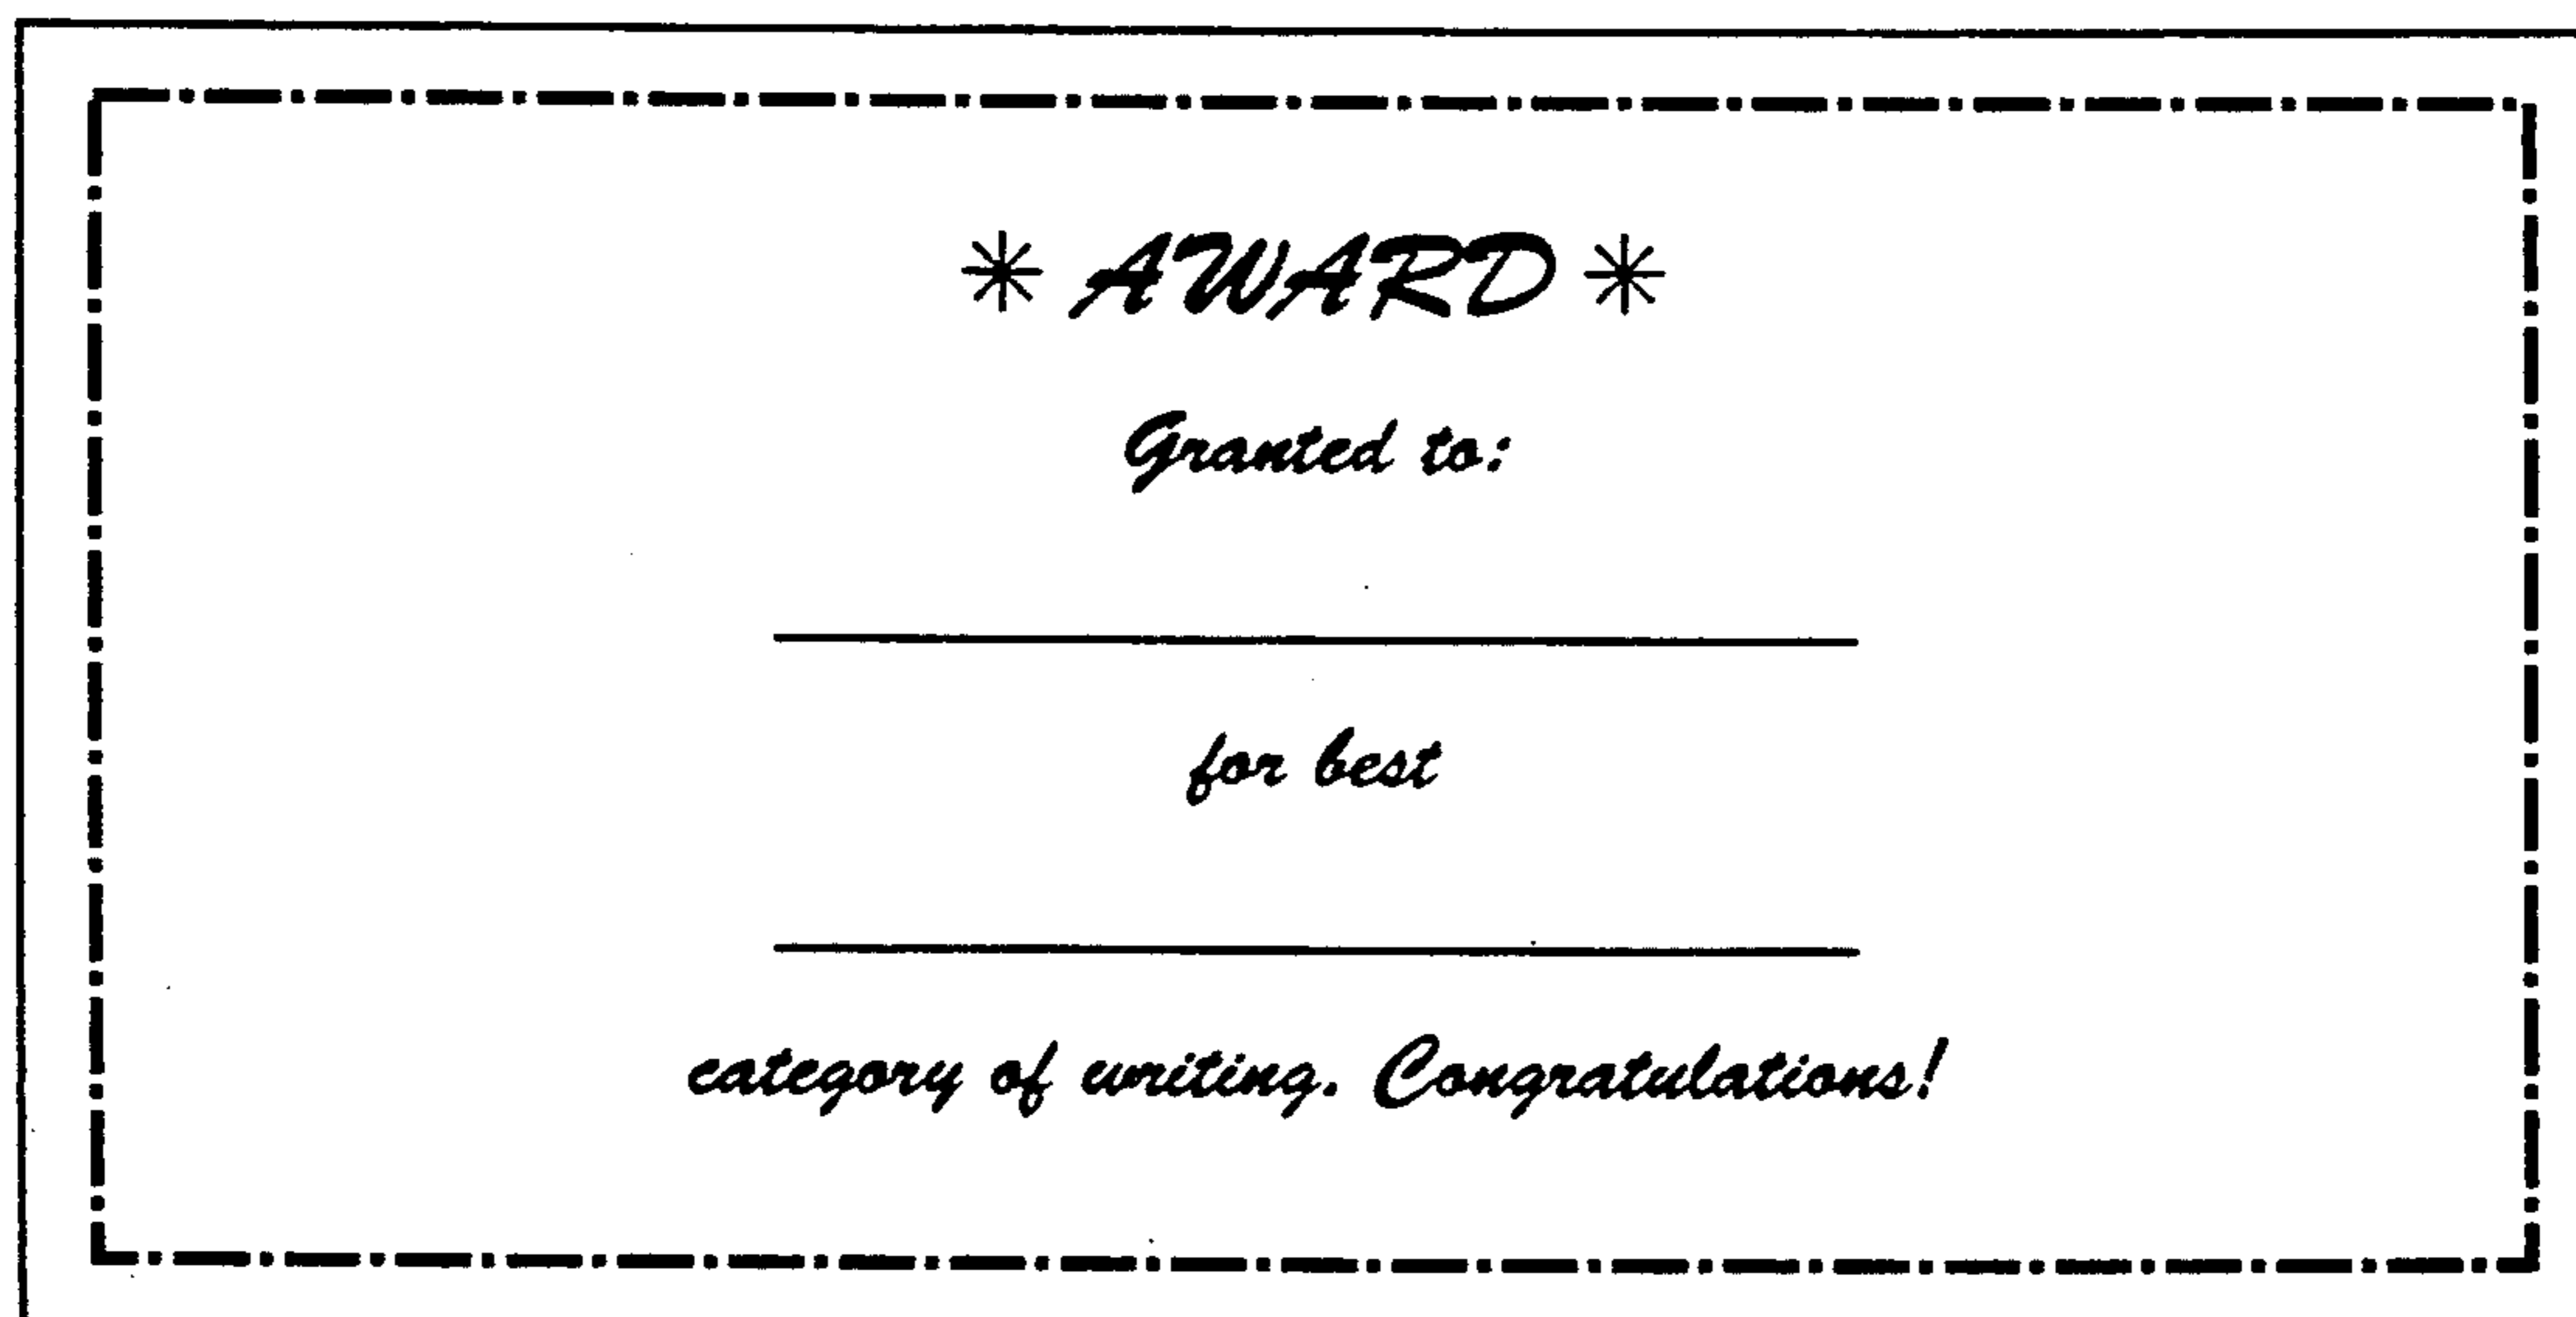 * AWARD *
Granted to:
for best
category of writing. Congratulations!